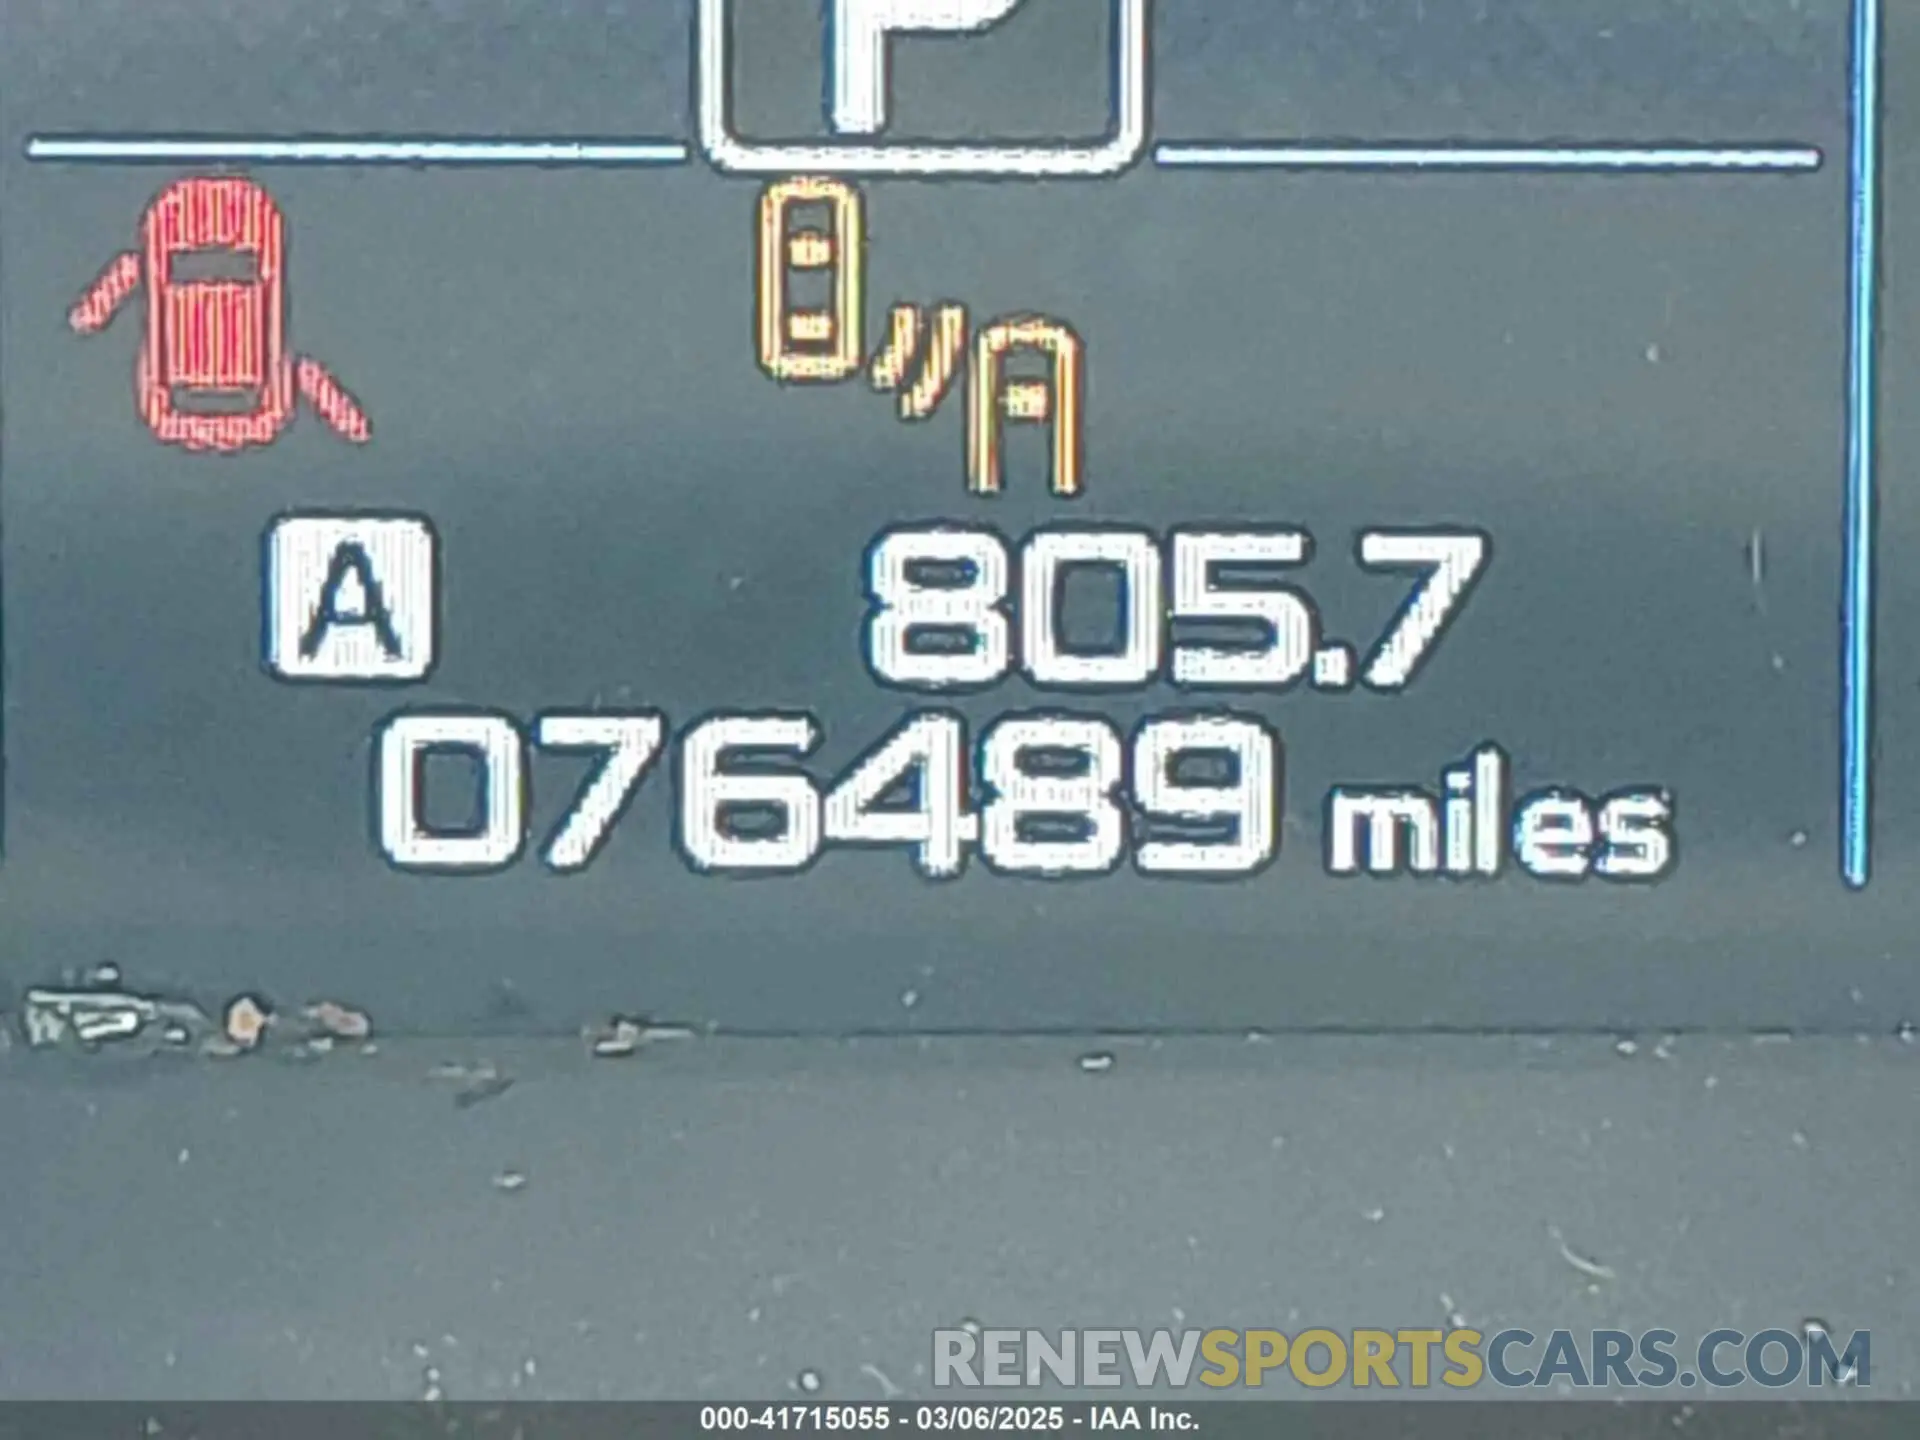 P
A 805.7
076489 miles
RENEWSPORTSCARS.COM
000-41715055 - 03/06/2025 - IAA Inc.